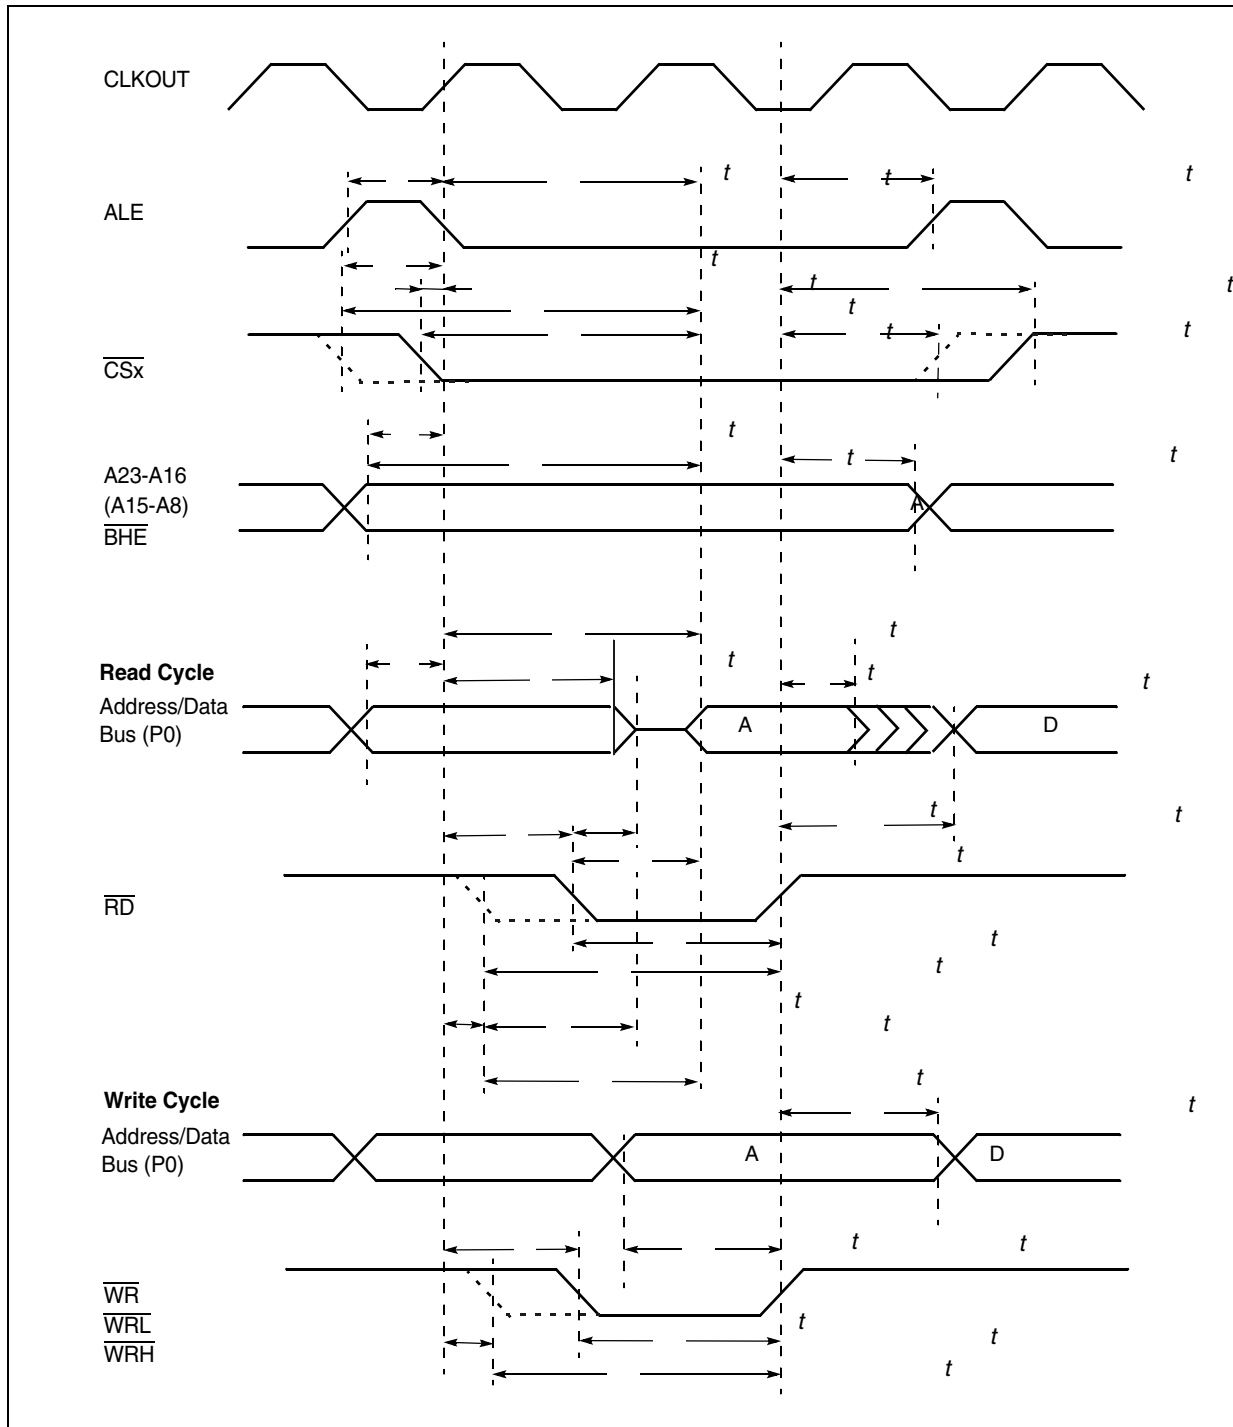 CLKOUT
t t
t
ALE
t
t t
t
t t
CSx
t
t t
A23-A16
(A15-A8) A
BHE
t
t
Read Cycle t
t
Address/Data
Bus (P0) A D
t t
t
RD
t
t
t
t
t
Write Cycle t
Address/Data
Bus (P0) A D
t t
WR
WRL t
t
WRH
t